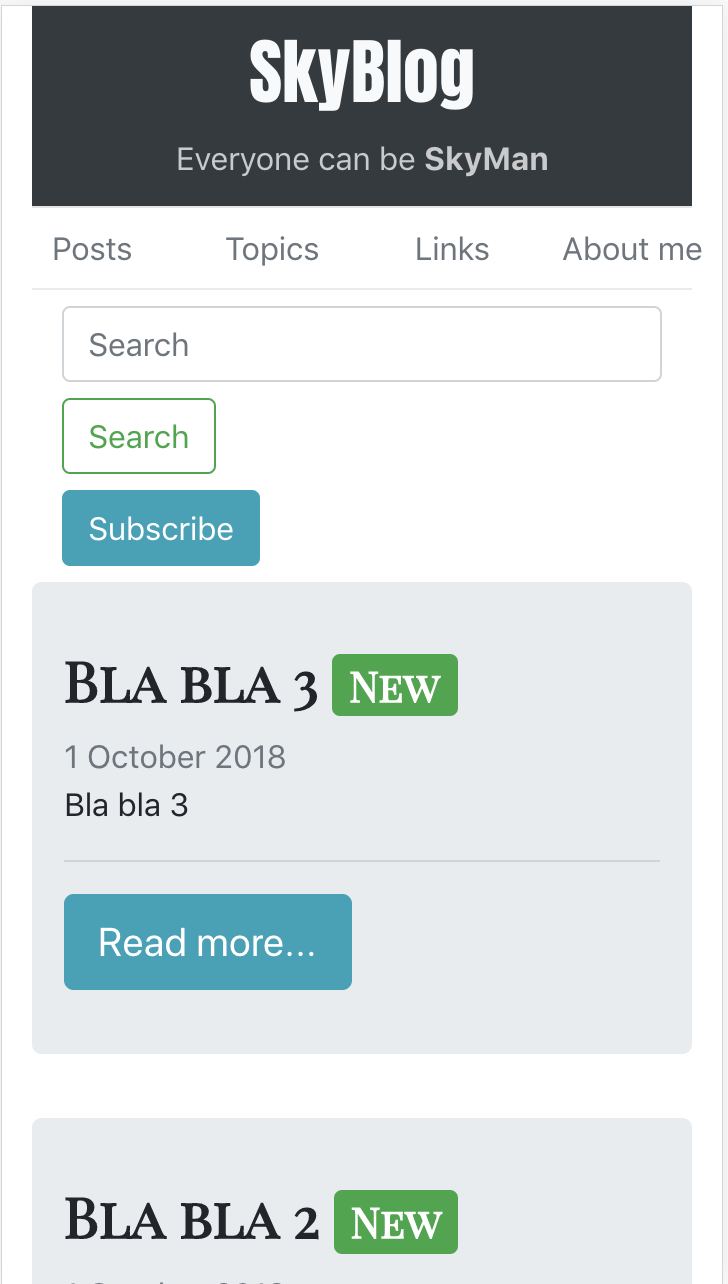 SkyBlog
Everyone can be SkyMan
Posts Topics Links About me
Search
Search
Subscribe
Bla bla 3 New
1 October 2018
Bla bla 3
Read more...
Bla bla 2 New